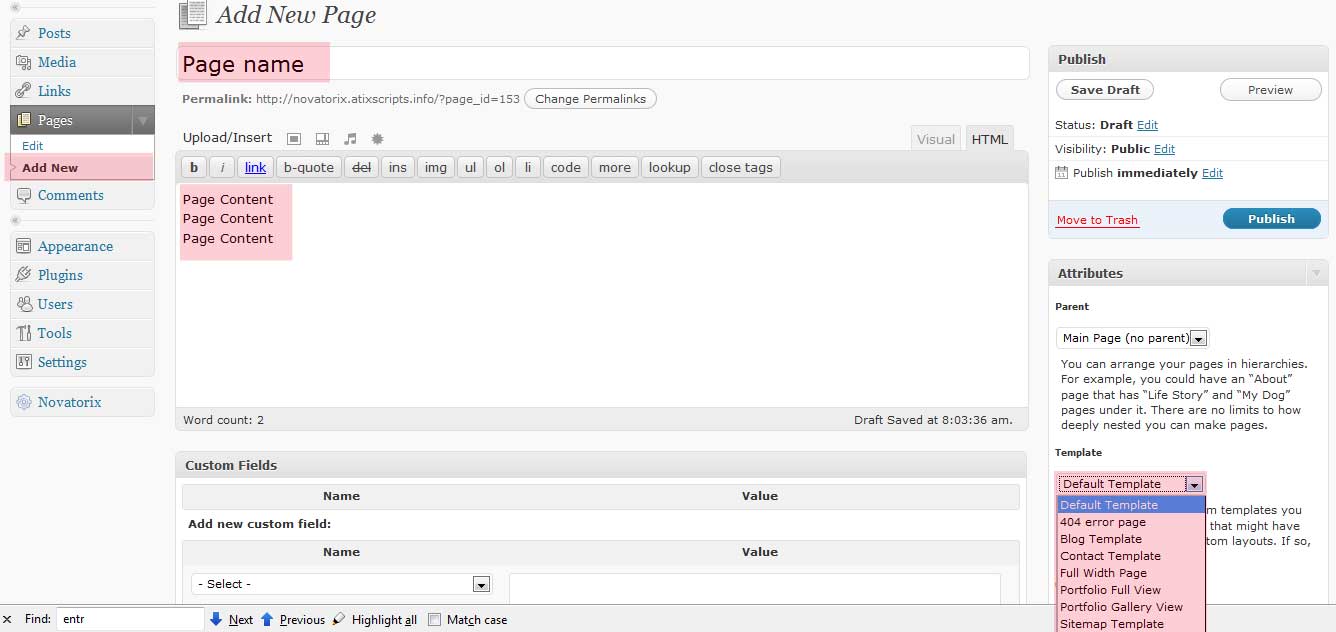 Add New Page
Posts
Media
Links
Pages
Edit
Add New
Comments
Appearance
Plugins
Users
Tools
Settings
Novatorix
Page name
Permalink: http://novatorix.atixscripts.info/?page_id=153 Change Permalinks
Upload/Insert
Visual HTML
b i link b-quote del ins img ul ol li code more lookup close tags
Page Content
Page Content
Page Content
Word count: 2 Draft Saved at 8:03:36 am.
Custom Fields
Name Value
Add new custom field:
Name Value
- Select -
Publish
Save Draft Preview
Status: Draft Edit
Visibility: Public Edit
Publish immediately Edit
Move to Trash Publish
Attributes
Parent
Main Page (no parent)
You can arrange your pages in hierarchies.
For example, you could have an “About”
page that has “Life Story” and “My Dog”
pages under it. There are no limits to how
deeply nested you can make pages.
Template
Default Template
Default Template
404 error page
Blog Template
Contact Template
Full Width Page
Portfolio Full View
Portfolio Gallery View
Sitemap Template
m templates you
that might have
tom layouts. If so,
Find: entr Next Previous Highlight all Match case